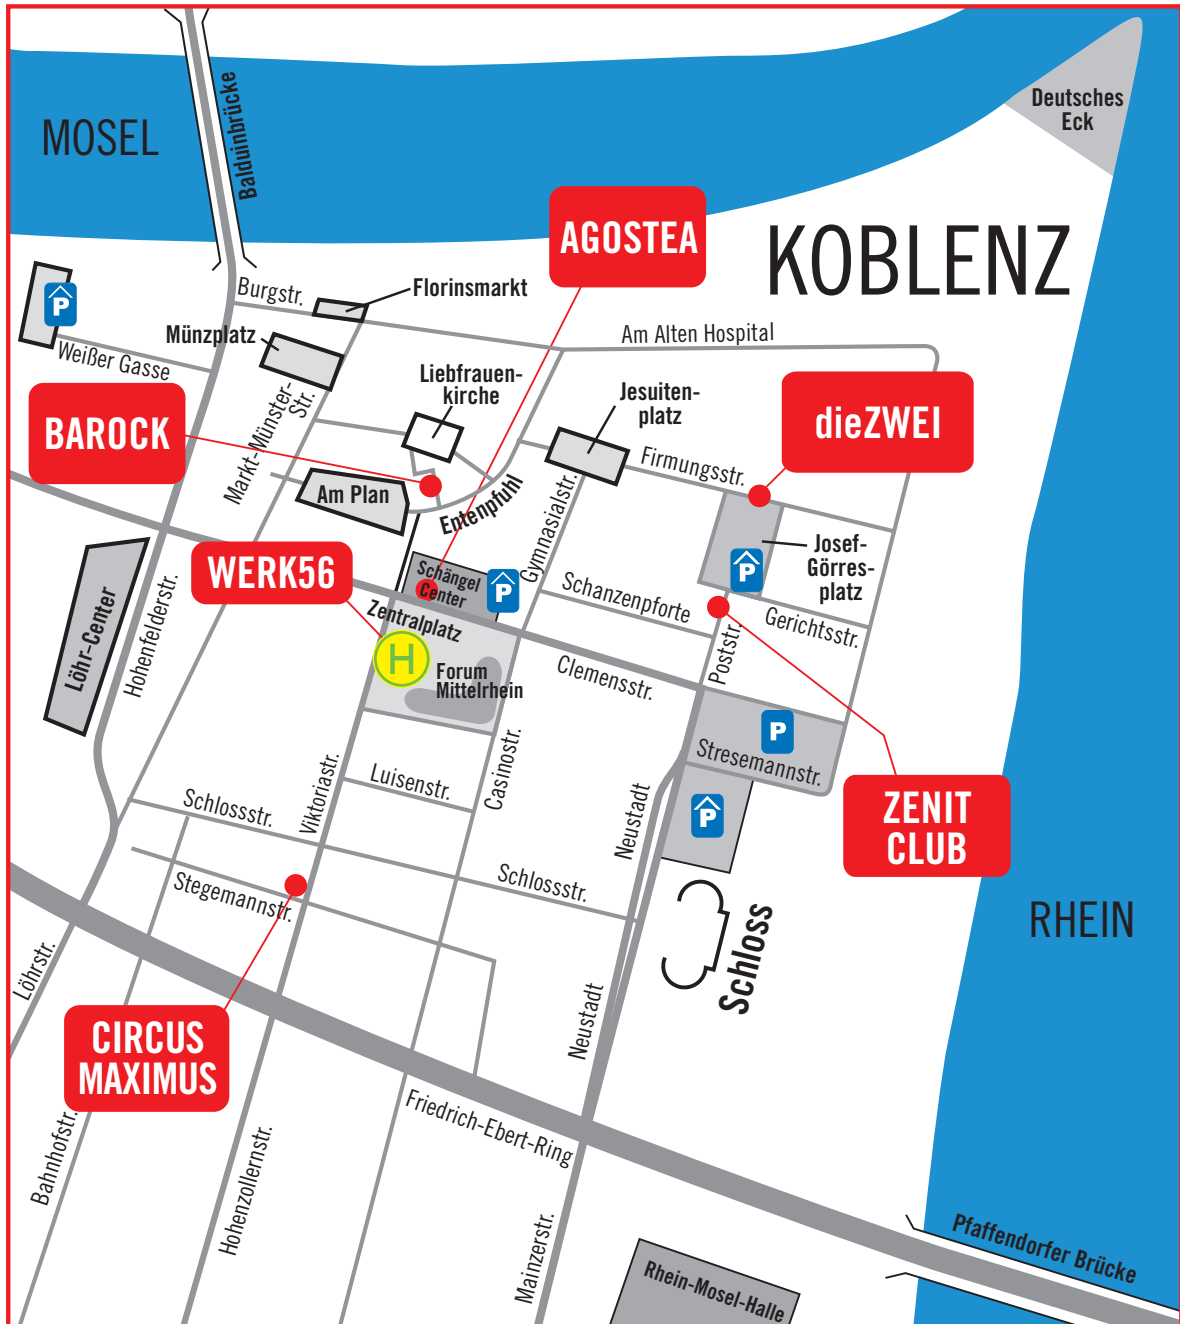 MOSEL
Balduinbrücke
Deutsches
Eck
AGOSTEA
KOBLENZ
Burgstr.
Florinsmarkt
P
Münzplatz
Am Alten Hospital
Weißer Gasse
Liebfrauen-
kirche
Jesuiten-
platz
BAROCK
dieZWEI
Markt-Münster-
Str.
Firmungsstr.
Am Plan
Entenpfuhl
Gymnasialstr.
WERK56
Schängel
Center
P
Josef-
Görres-
platz
P
Schanzenpforte
Gerichtsstr.
Löhr-Center
Hohenfelderstr.
Zentralplatz
H
Forum
Mittelrhein
Clemensstr.
Poststr.
P
Stresemannstr.
Luisenstr.
Casinostr.
Viktoriastr.
Schlossstr.
Neustadt
P
ZENIT
CLUB
Stegemannstr.
Schlossstr.
Schloss
RHEIN
Löhrstr.
Neustadt
CIRCUS
MAXIMUS
Friedrich-Ebert-Ring
Bahnhofstr.
Hohenzollernstr.
Mainzerstr.
Pfaffendorfer Brücke
Rhein-Mosel-Halle